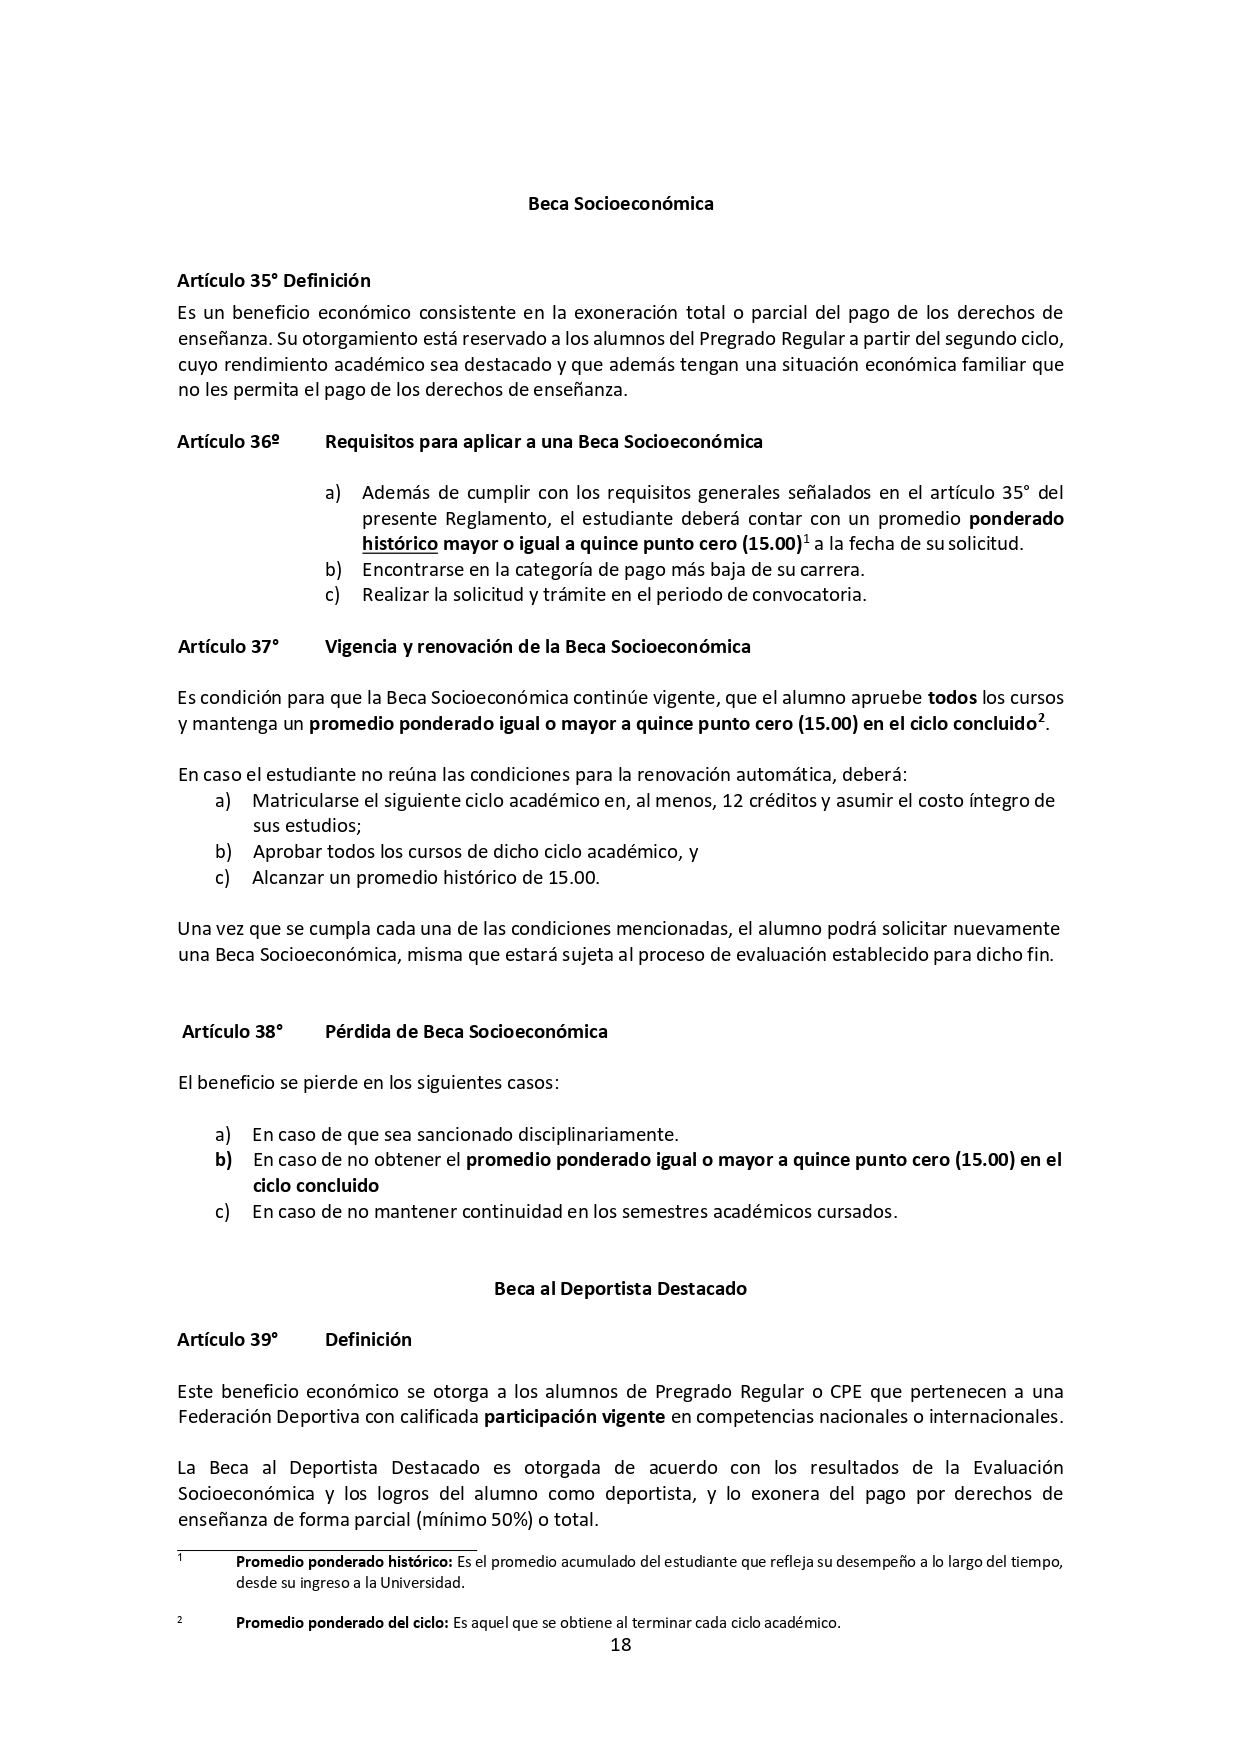 Beca Socioeconómica
Artículo 35° Definición
Es un beneficio económico consistente en la exoneración total o parcial del pago de los derechos de
enseñanza. Su otorgamiento está reservado a los alumnos del Pregrado Regular a partir del segundo ciclo,
cuyo rendimiento académico sea destacado y que además tengan una situación económica familiar que
no les permita el pago de los derechos de enseñanza.
Artículo 36º Requisitos para aplicar a una Beca Socioeconómica
a) Además de cumplir con los requisitos generales señalados en el artículo 35° del
presente Reglamento, el estudiante deberá contar con un promedio ponderado
histórico mayor o igual a quince punto cero (15.00)1 a la fecha de su solicitud.
b) Encontrarse en la categoría de pago más baja de su carrera.
c) Realizar la solicitud y trámite en el periodo de convocatoria.
Artículo 37° Vigencia y renovación de la Beca Socioeconómica
Es condición para que la Beca Socioeconómica continúe vigente, que el alumno apruebe todos los cursos
y mantenga un promedio ponderado igual o mayor a quince punto cero (15.00) en el ciclo concluido2.
En caso el estudiante no reúna las condiciones para la renovación automática, deberá:
a) Matricularse el siguiente ciclo académico en, al menos, 12 créditos y asumir el costo íntegro de
sus estudios;
b) Aprobar todos los cursos de dicho ciclo académico, y
c) Alcanzar un promedio histórico de 15.00.
Una vez que se cumpla cada una de las condiciones mencionadas, el alumno podrá solicitar nuevamente
una Beca Socioeconómica, misma que estará sujeta al proceso de evaluación establecido para dicho fin.
Artículo 38° Pérdida de Beca Socioeconómica
El beneficio se pierde en los siguientes casos:
a) En caso de que sea sancionado disciplinariamente.
b) En caso de no obtener el promedio ponderado igual o mayor a quince punto cero (15.00) en el
ciclo concluido
c) En caso de no mantener continuidad en los semestres académicos cursados.
Beca al Deportista Destacado
Artículo 39° Definición
Este beneficio económico se otorga a los alumnos de Pregrado Regular o CPE que pertenecen a una
Federación Deportiva con calificada participación vigente en competencias nacionales o internacionales.
La Beca al Deportista Destacado es otorgada de acuerdo con los resultados de la Evaluación
Socioeconómica y los logros del alumno como deportista, y lo exonera del pago por derechos de
enseñanza de forma parcial (mínimo 50%) o total.
1 Promedio ponderado histórico: Es el promedio acumulado del estudiante que refleja su desempeño a lo largo del tiempo,
desde su ingreso a la Universidad.
2 Promedio ponderado del ciclo: Es aquel que se obtiene al terminar cada ciclo académico.
18